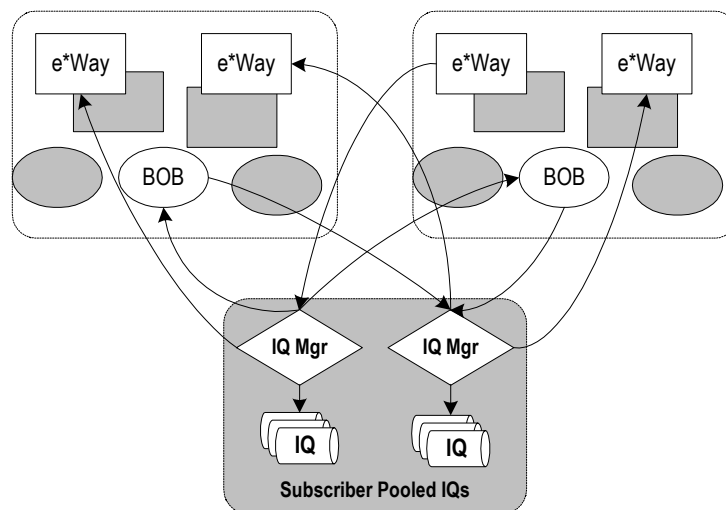 e*Way
e*Way
e*Way
e*Way
BOB
BOB
IQ Mgr
IQ Mgr
IQ
IQ
Subscriber Pooled IQs